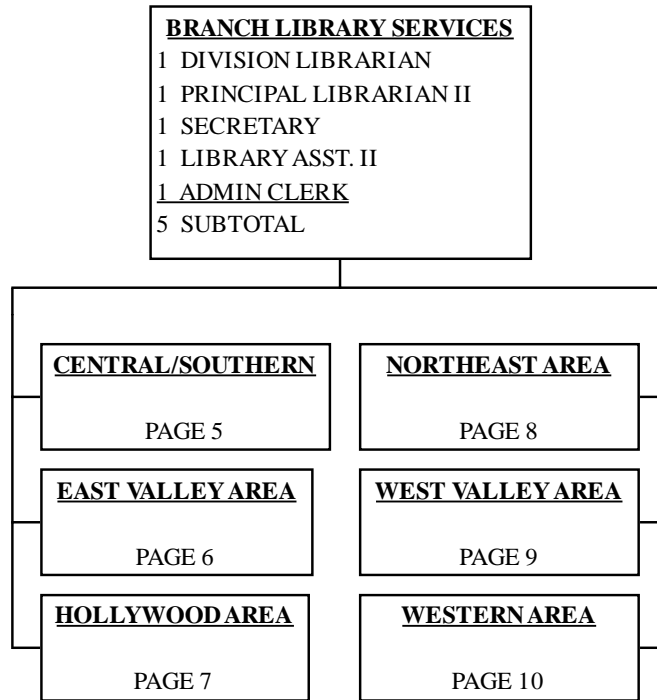 BRANCH LIBRARY SERVICES
1 DIVISION LIBRARIAN
1 PRINCIPAL LIBRARIAN II
1 SECRETARY
1 LIBRARY ASST. II
1 ADMIN CLERK
5 SUBTOTAL
CENTRAL/SOUTHERN
PAGE 5
EAST VALLEY AREA
PAGE 6
HOLLYWOOD AREA
PAGE 7
NORTHEAST AREA
PAGE 8
WEST VALLEY AREA
PAGE 9
WESTERN AREA
PAGE 10